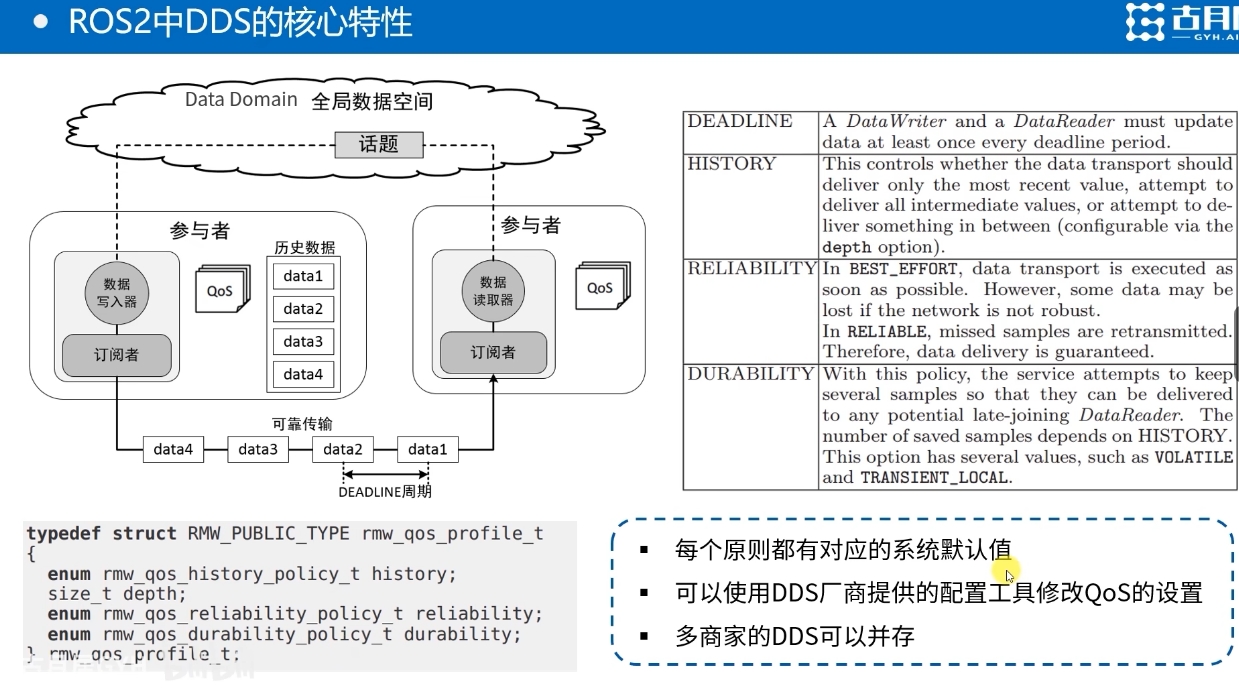 • ROS2中DDS的核心特性
古月
GYH.AI
Data Domain 全局数据空间
话题
参与者
历史数据
数据
写入器
QoS
data1
data2
data3
data4
订阅者
参与者
数据
读取器
QoS
订阅者
可靠传输
data4 data3 data2 data1
DEADLINE周期
DEADLINE A DataWriter and a DataReader must update
data at least once every deadline period.
HISTORY This controls whether the data transport should
deliver only the most recent value, attempt to
deliver all intermediate values, or attempt to de-
liver something in between (configurable via the
depth option).
RELIABILITY In BEST_EFFORT, data transport is executed as
soon as possible. However, some data may be
lost if the network is not robust.
In RELIABLE, missed samples are retransmitted.
Therefore, data delivery is guaranteed.
DURABILITY With this policy, the service attempts to keep
several samples so that they can be delivered
to any potential late-joining DataReader. The
number of saved samples depends on HISTORY.
This option has several values, such as VOLATILE
and TRANSIENT_LOCAL.
typedef struct RMW_PUBLIC_TYPE rmw_qos_profile_t
{
enum rmw_qos_history_policy_t history;
size_t depth;
enum rmw_qos_reliability_policy_t reliability;
enum rmw_qos_durability_policy_t durability;
} rmw_qos_profile_t;
▪ 每个原则都有对应的系统默认值
▪ 可以使用DDS厂商提供的配置工具修改QoS的设置
▪ 多商家的DDS可以并存